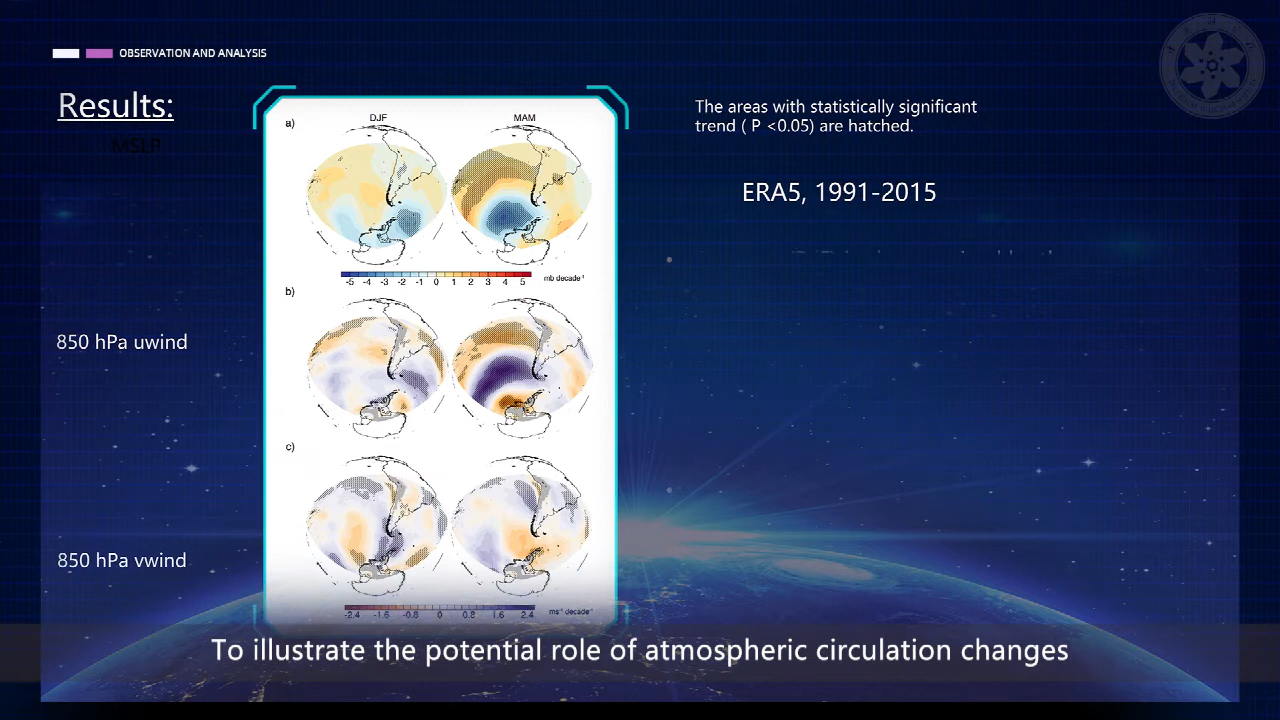 OBSERVATION AND ANALYSIS
Results:
MSLP
850 hPa uwind
850 hPa vwind
a)
DJF
MAM
-5 -4 -3 -2 -1 0 1 2 3 4 5
mb decade⁻¹
b)
c)
-2.4 -1.6 -0.8 0 0.8 1.6 2.4
ms⁻¹ decade⁻¹
The areas with statistically significant
trend ( P <0.05) are hatched.
ERA5, 1991-2015
To illustrate the potential role of atmospheric circulation changes